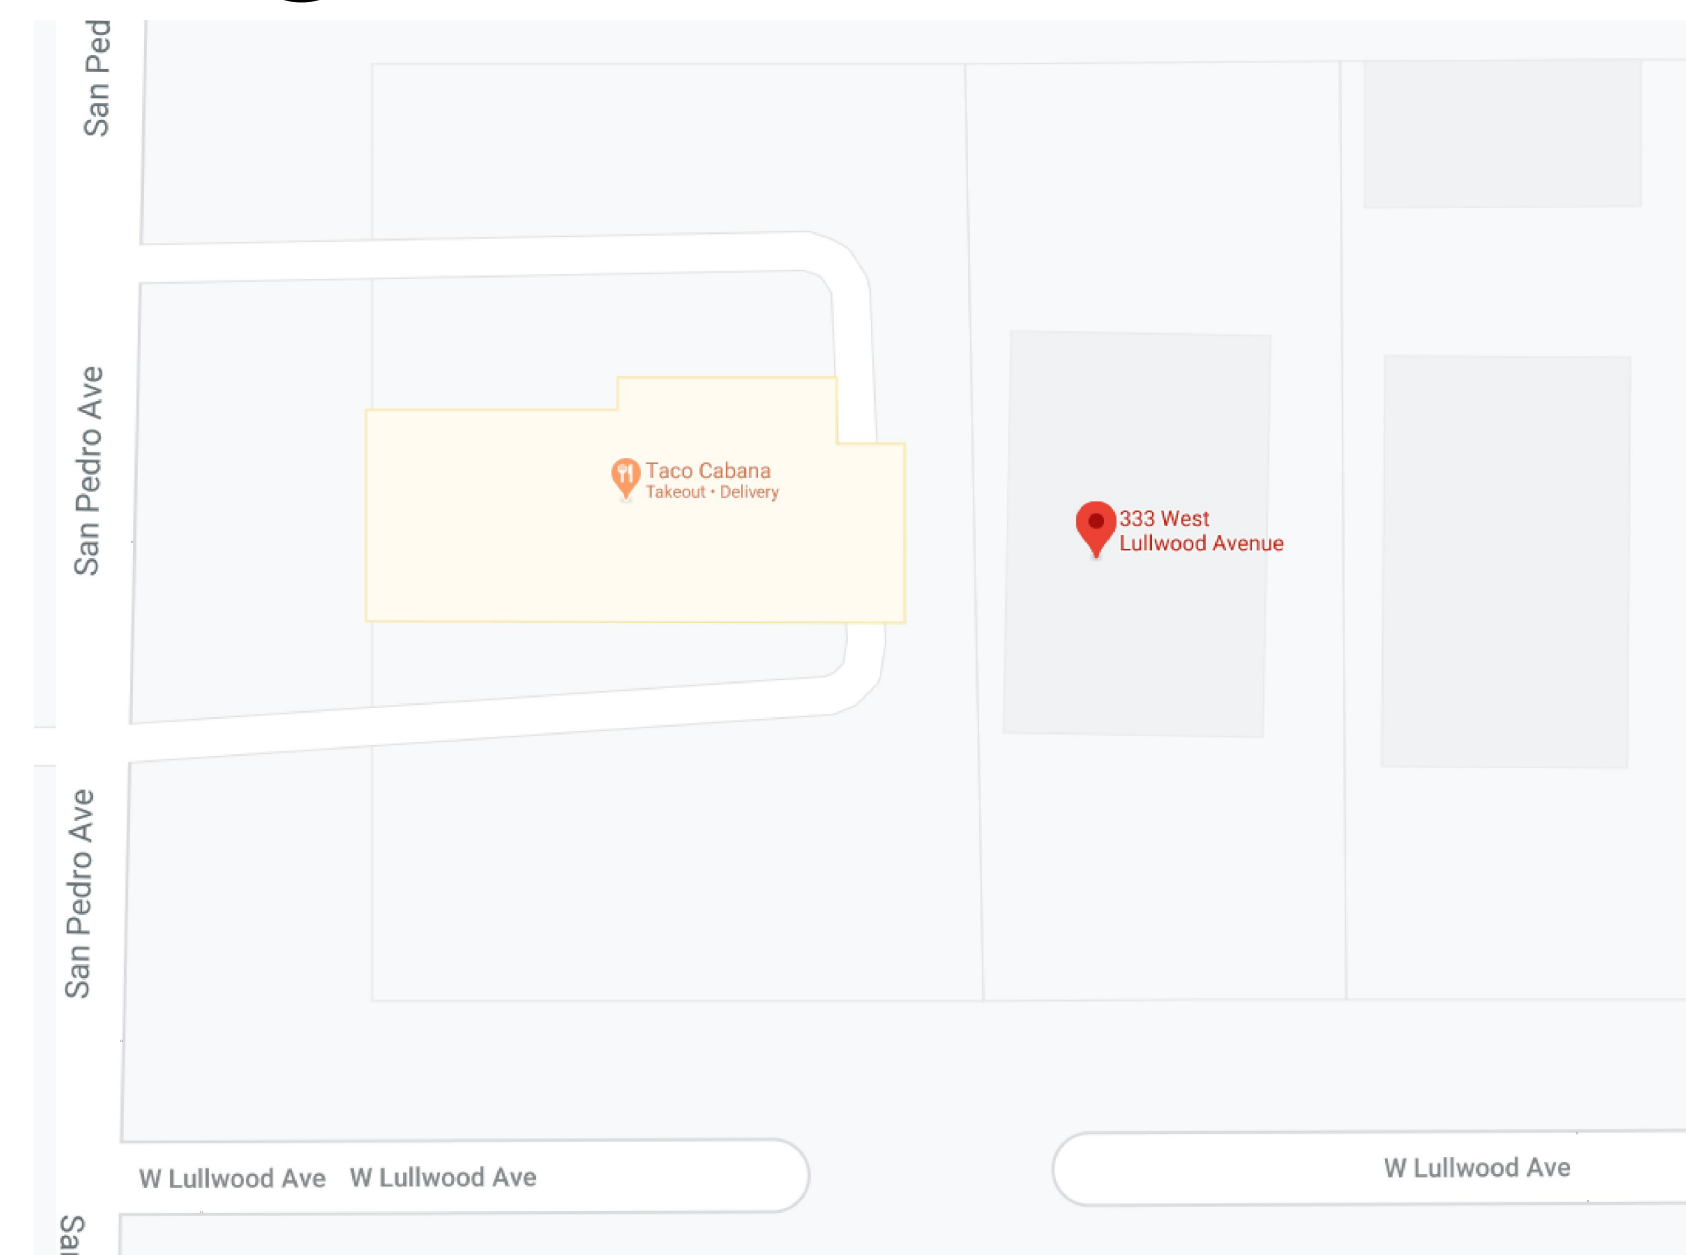 San Ped
San Pedro Ave
Taco Cabana
Takeout • Delivery
333 West
Lullwood Avenue
San Pedro Ave
W Lullwood Ave
W Lullwood Ave
W Lullwood Ave
Sa